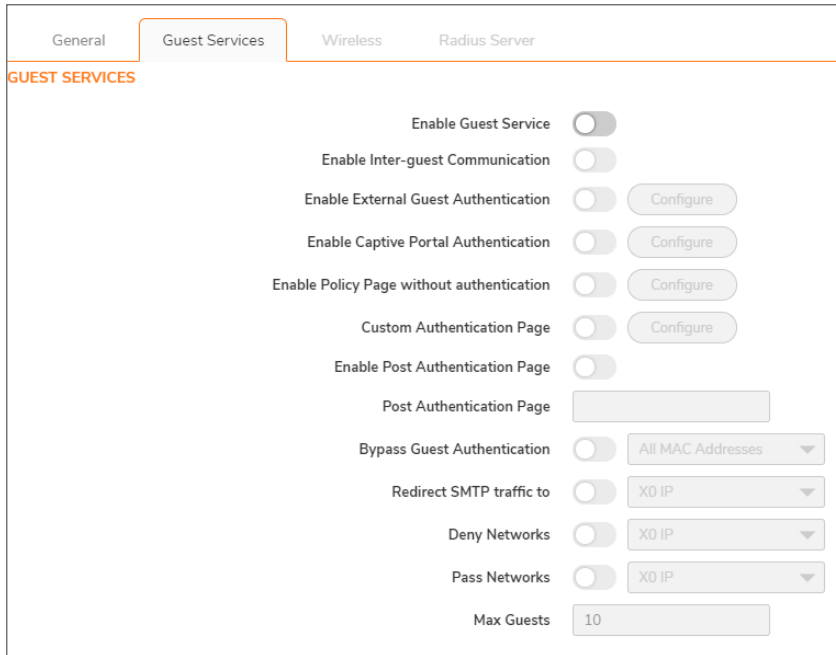 General Guest Services Wireless Radius Server
GUEST SERVICES
Enable Guest Service
Enable Inter-guest Communication
Enable External Guest Authentication Configure
Enable Captive Portal Authentication Configure
Enable Policy Page without authentication Configure
Custom Authentication Page Configure
Enable Post Authentication Page
Post Authentication Page
Bypass Guest Authentication All MAC Addresses
Redirect SMTP traffic to X0 IP
Deny Networks X0 IP
Pass Networks X0 IP
Max Guests 10